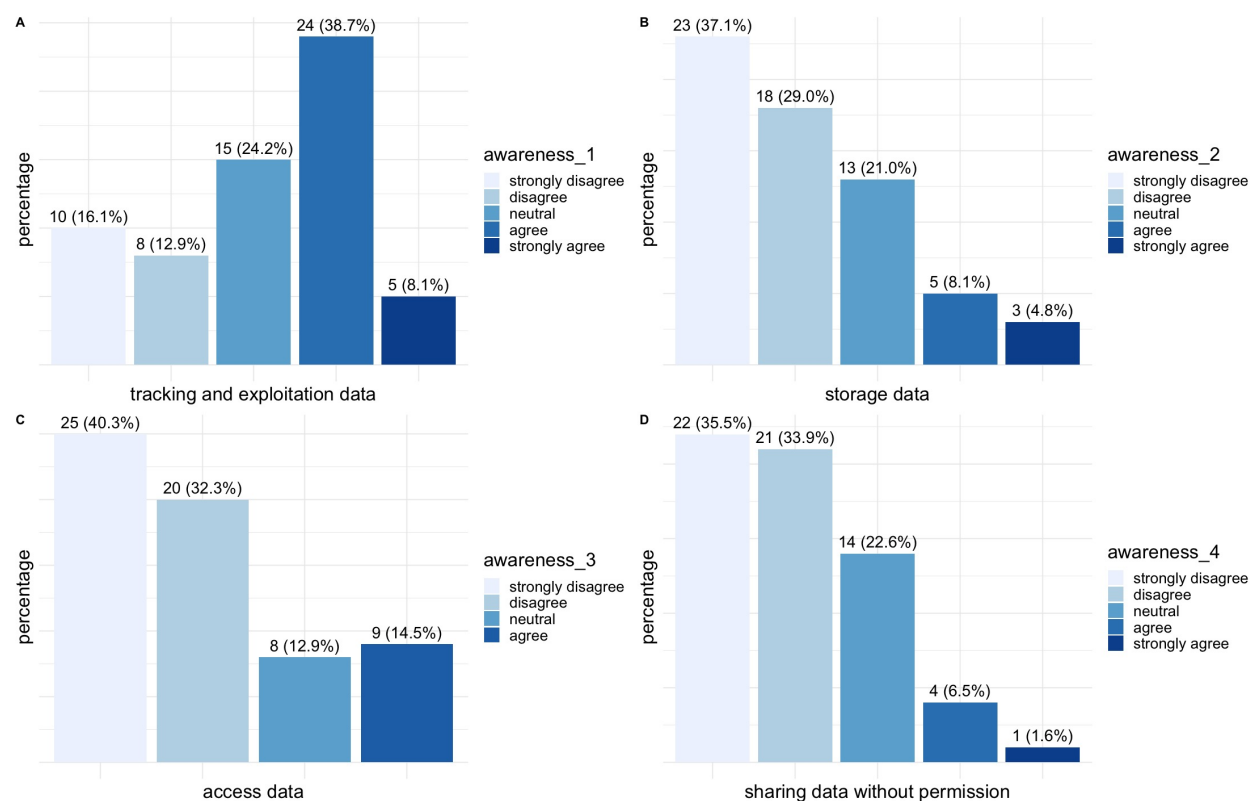 A
24 (38.7%)
15 (24.2%)
10 (16.1%)
8 (12.9%)
5 (8.1%)
percentage
tracking and exploitation data
awareness_1
strongly disagree
disagree
neutral
agree
strongly agree
B
23 (37.1%)
18 (29.0%)
13 (21.0%)
5 (8.1%)
3 (4.8%)
percentage
storage data
awareness_2
strongly disagree
disagree
neutral
agree
strongly agree
C
25 (40.3%)
20 (32.3%)
8 (12.9%)
9 (14.5%)
percentage
access data
awareness_3
strongly disagree
disagree
neutral
agree
D
22 (35.5%)
21 (33.9%)
14 (22.6%)
4 (6.5%)
1 (1.6%)
percentage
sharing data without permission
awareness_4
strongly disagree
disagree
neutral
agree
strongly agree